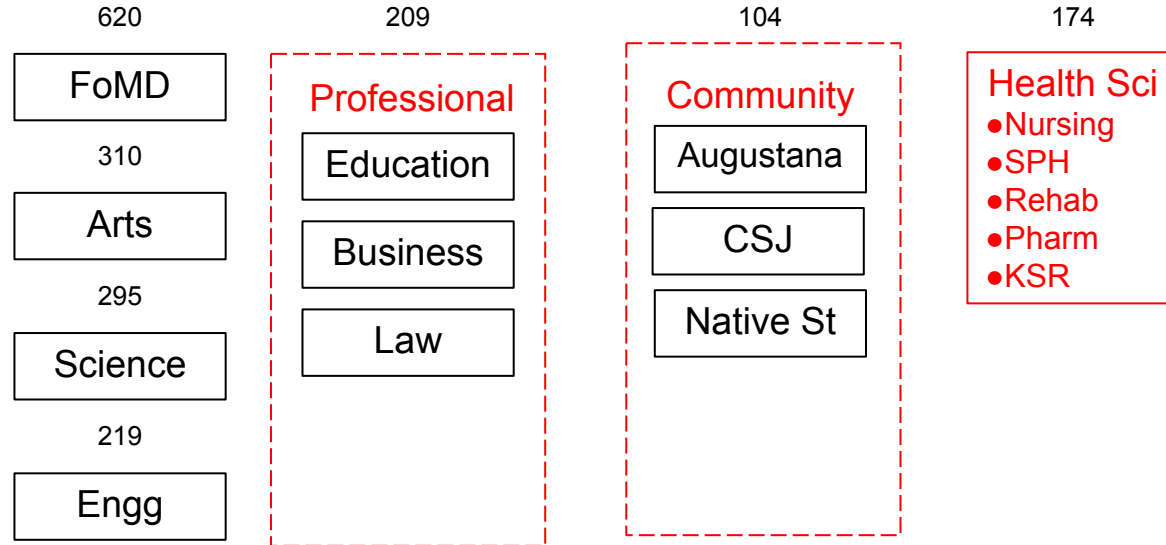 620
FoMD
310
Arts
295
Science
219
Engg
209
Professional
Education
Business
Law
104
Community
Augustana
CSJ
Native St
174
Health Sci
●Nursing
●SPH
●Rehab
●Pharm
●KSR